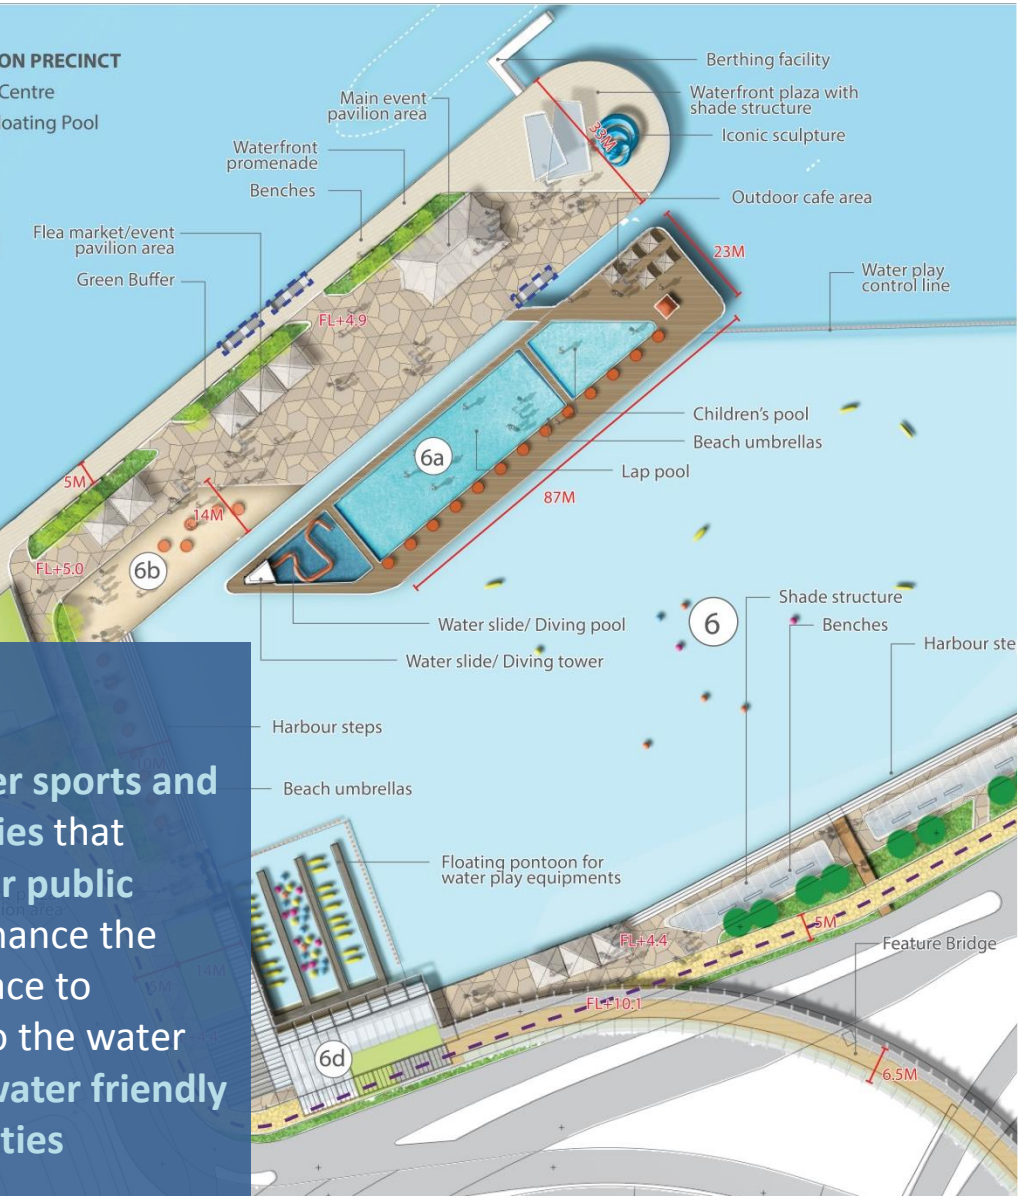 ON PRECINCT
Centre
loating Pool
Berthing facility
Main event
pavilion area
Waterfront plaza with
shade structure
33M
Iconic sculpture
Waterfront
promenade
Benches
Outdoor cafe area
Flea market/event
pavilion area
23M
Green Buffer
Water play
control line
FL+4.9
Children's pool
Beach umbrellas
6a
Lap pool
5M
87M
14M
FL+5.0
6b
Shade structure
6
Benches
Water slide/ Diving pool
Harbour ste
Water slide/ Diving tower
Harbour steps
10M
er sports and
Beach umbrellas
ies that
Floating pontoon for
water play equipments
r public
hance the
FL+4.4
5M
Feature Bridge
nce to
14M
5M
FL+10.1
o the water
6d
6.5M
water friendly
ties